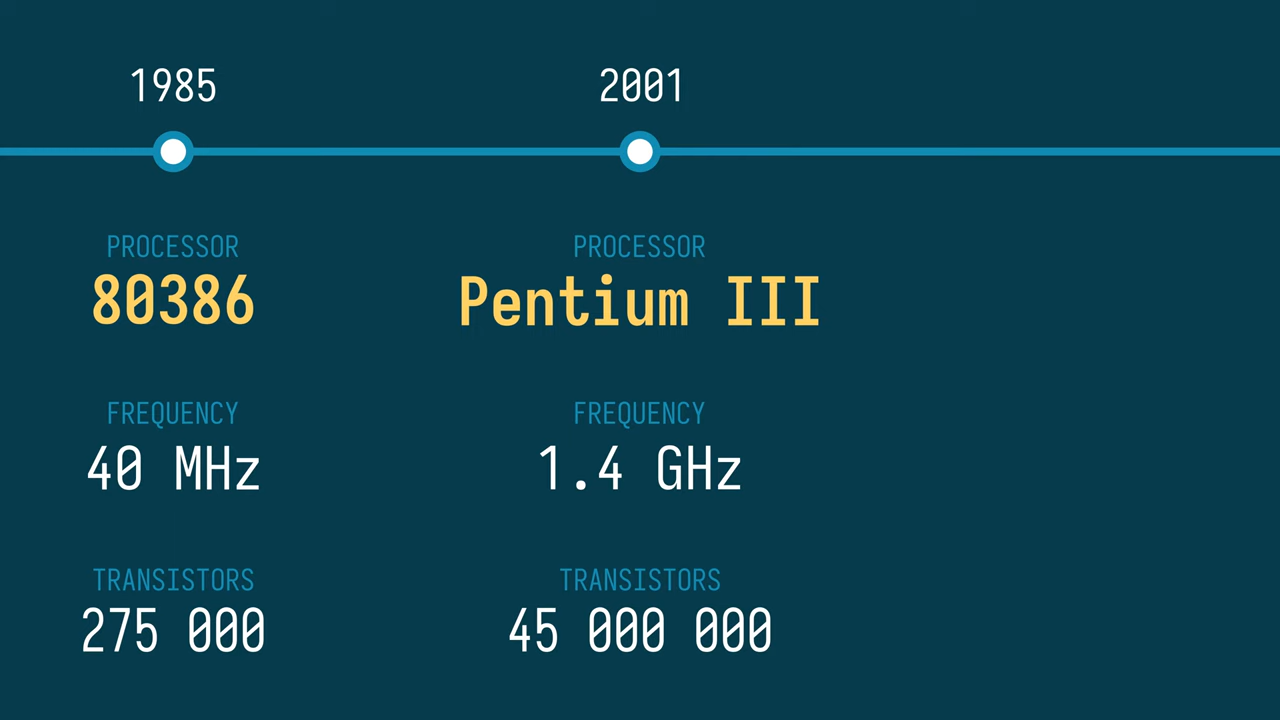 1985
2001
PROCESSOR
80386
PROCESSOR
Pentium III
FREQUENCY
40 MHz
FREQUENCY
1.4 GHz
TRANSISTORS
275 000
TRANSISTORS
45 000 000